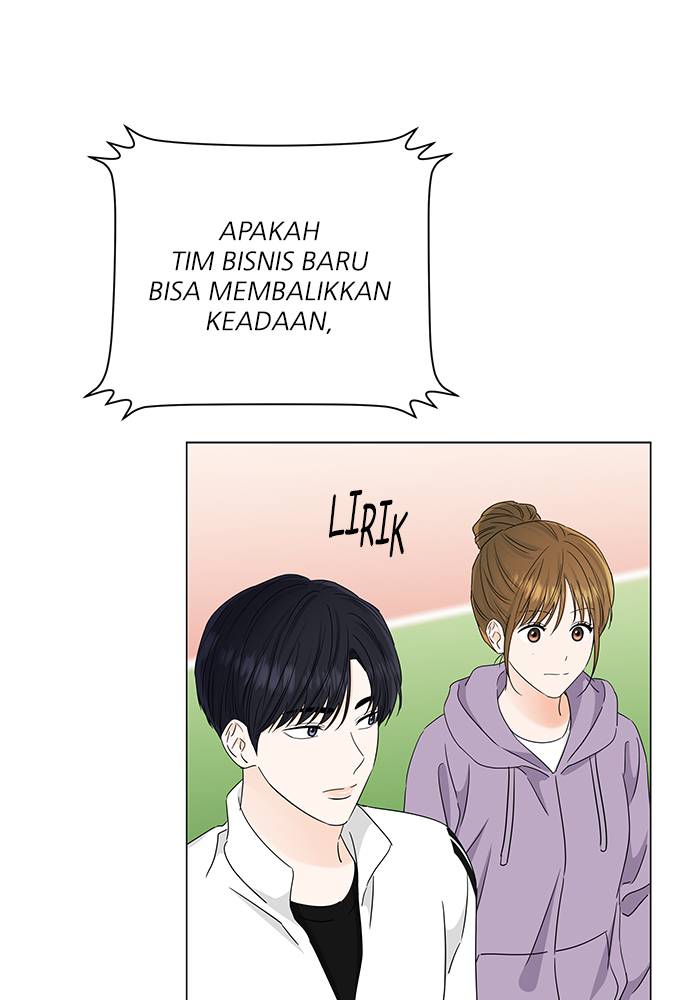 APAKAH
TIM BISNIS BARU
BISA MEMBALIKKAN
KEADAAN,
LIRIK